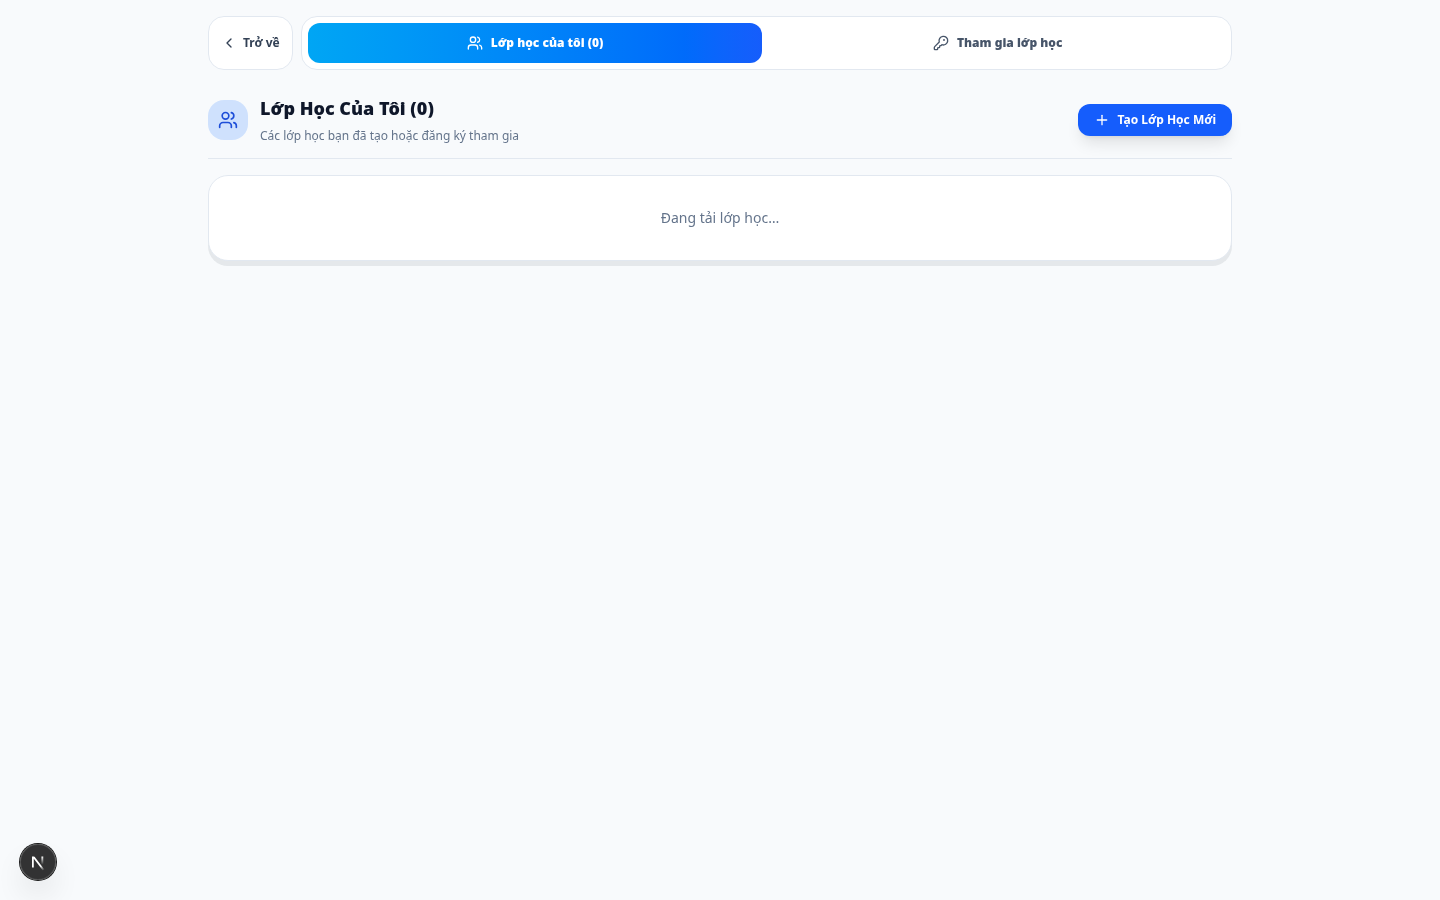 Trở về
Lớp học của tôi (0)
Tham gia lớp học
Lớp Học Của Tôi (0)
Các lớp học bạn đã tạo hoặc đăng ký tham gia
Tạo Lớp Học Mới
Đang tải lớp học...
N